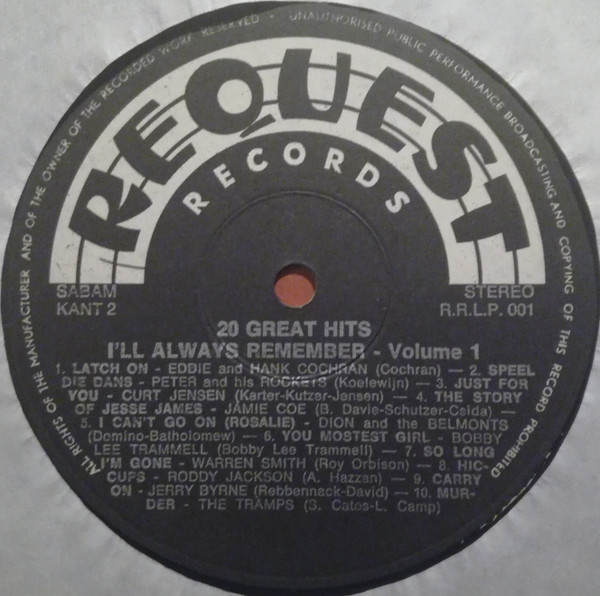 ALL RIGHTS OF THE MANUFACTURER AND OF THE OWNER OF THE RECORDED WORK RESERVED - UNAUTHORISED PUBLIC PERFORMANCE BROADCASTING AND COPYING OF THIS RECORD PROHIBITED
REQUEST
RECORDS
SABAM
KANT 2
STEREO
R.R.L.P. 001
20 GREAT HITS
I'LL ALWAYS REMEMBER - Volume 1
1. LATCH ON - EDDIE and HANK COCHRAN (Cochran) — 2. SPEEL
DIE DANS - PETER and his ROCKETS (Koelewijn) — 3. JUST FOR
YOU - CURT JENSEN (Karter-Kutzer-Jensen) — 4. THE STORY
OF JESSE JAMES - JAMIE COE (B. Davie-Schutzer-Calda) —
5. I CAN'T GO ON (ROSALIE) - DION and the BELMONTS
(Domino-Batholomew) — 6. YOU MOSTEST GIRL - BOBBY
LEE TRAMMELL (Bobby Lee Trammell) — 7. SO LONG
I'M GONE - WARREN SMITH (Roy Orbison) — 8. HIC-
CUPS - RODDY JACKSON (A. Hazzan) — 9. CARRY
ON - JERRY BYRNE (Rebbennack-David) — 10. MUR-
DER - THE TRAMPS (S. Cates-L. Camp)